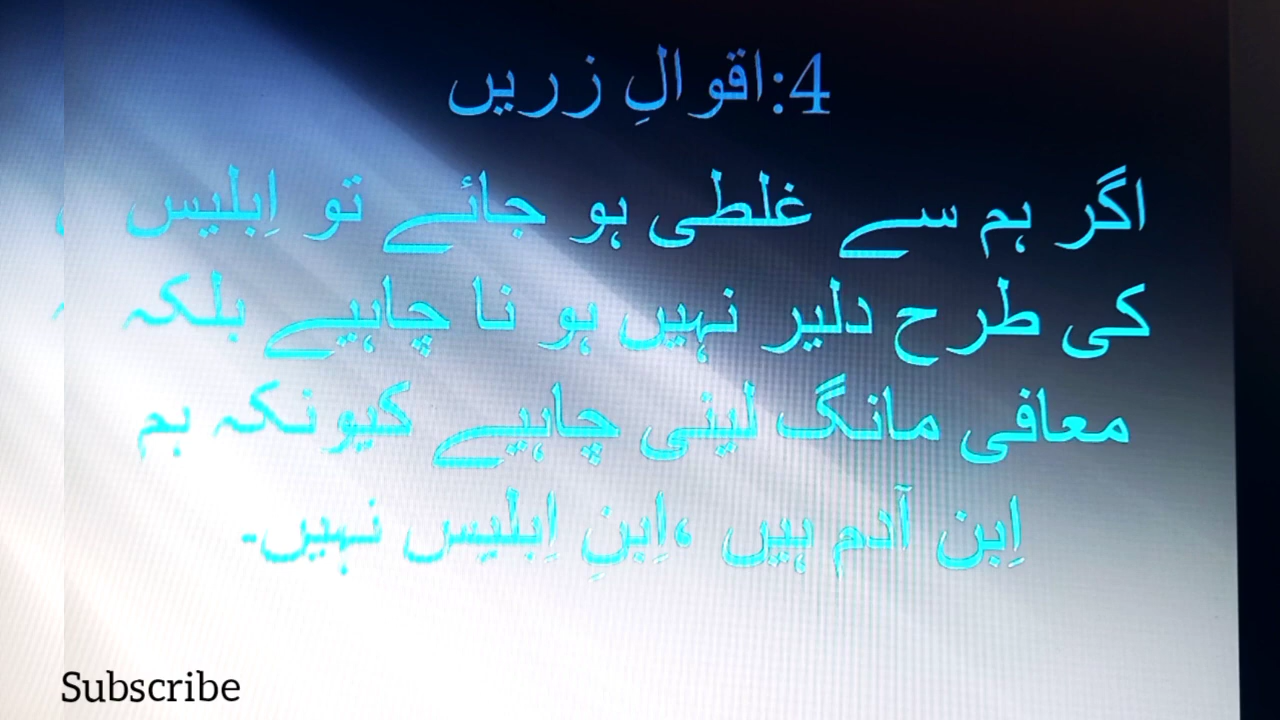 4:اقوالِ زریں
اگر ہم سے غلطی ہو جائے تو اِبلیس
کی طرح دلیر نہیں ہو نا چاہیے بلکہ
معافی مانگ لینی چاہیے کیونکہ ہم
اِبن آدم ہیں ،اِبنِ اِبلیس نہیں۔
Subscribe